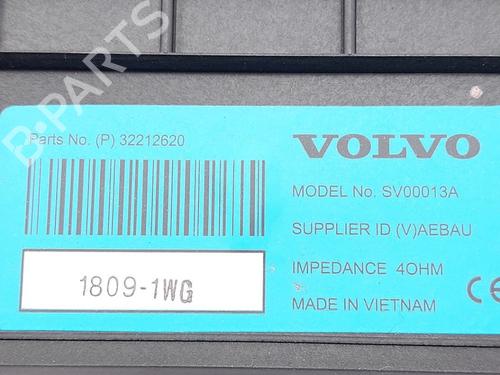 Parts No. (P) 32212620
VOLVO
MODEL No. SV00013A
SUPPLIER ID (V)AEBAU
1809-1WG
IMPEDANCE 4OHM
MADE IN VIETNAM
CE
B-PARTS